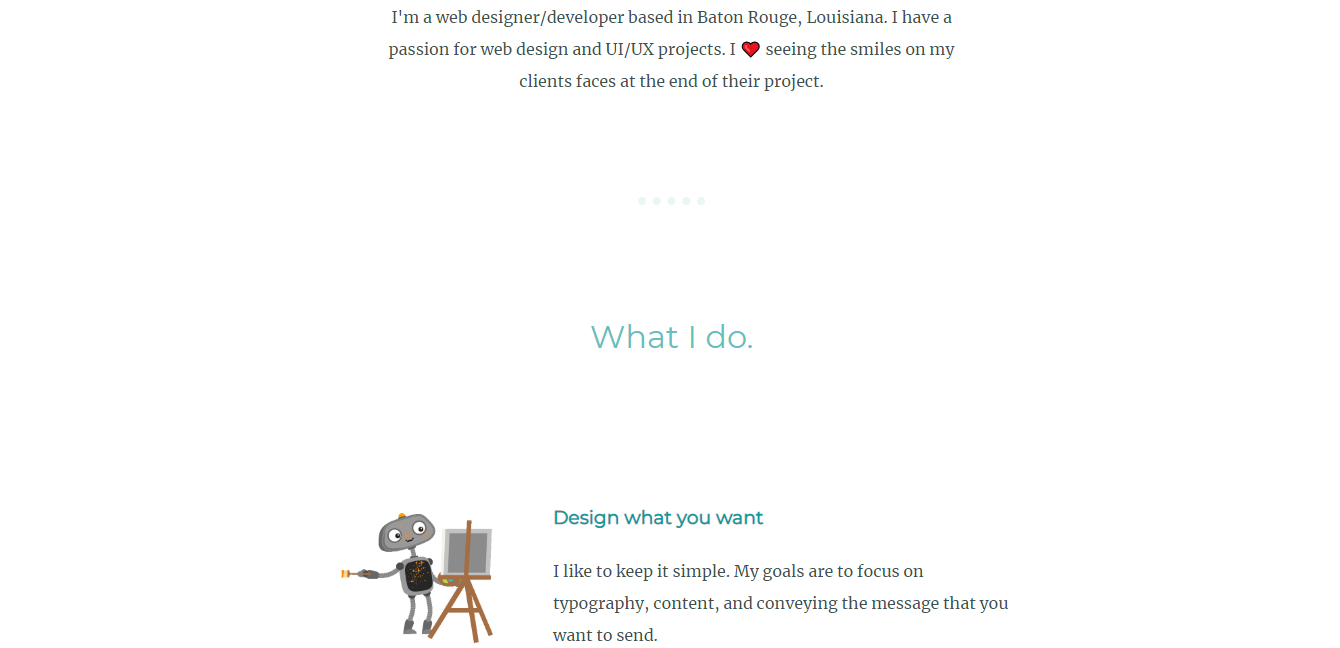 I'm a web designer/developer based in Baton Rouge, Louisiana. I have a
passion for web design and UI/UX projects. I ❤ seeing the smiles on my
clients faces at the end of their project.
What I do.
Design what you want
I like to keep it simple. My goals are to focus on
typography, content, and conveying the message that you
want to send.